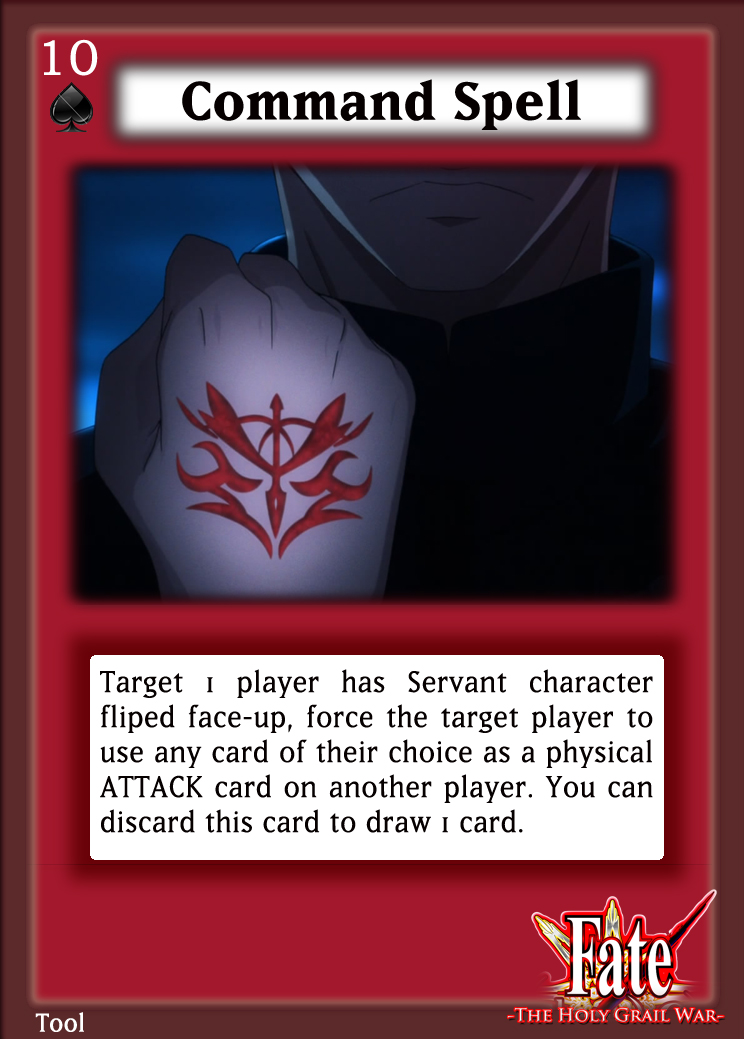 10
Command Spell
Target 1 player has Servant character
fliped face-up, force the target player to
use any card of their choice as a physical
ATTACK card on another player. You can
discard this card to draw 1 card.
Fate
-The Holy Grail War-
Tool